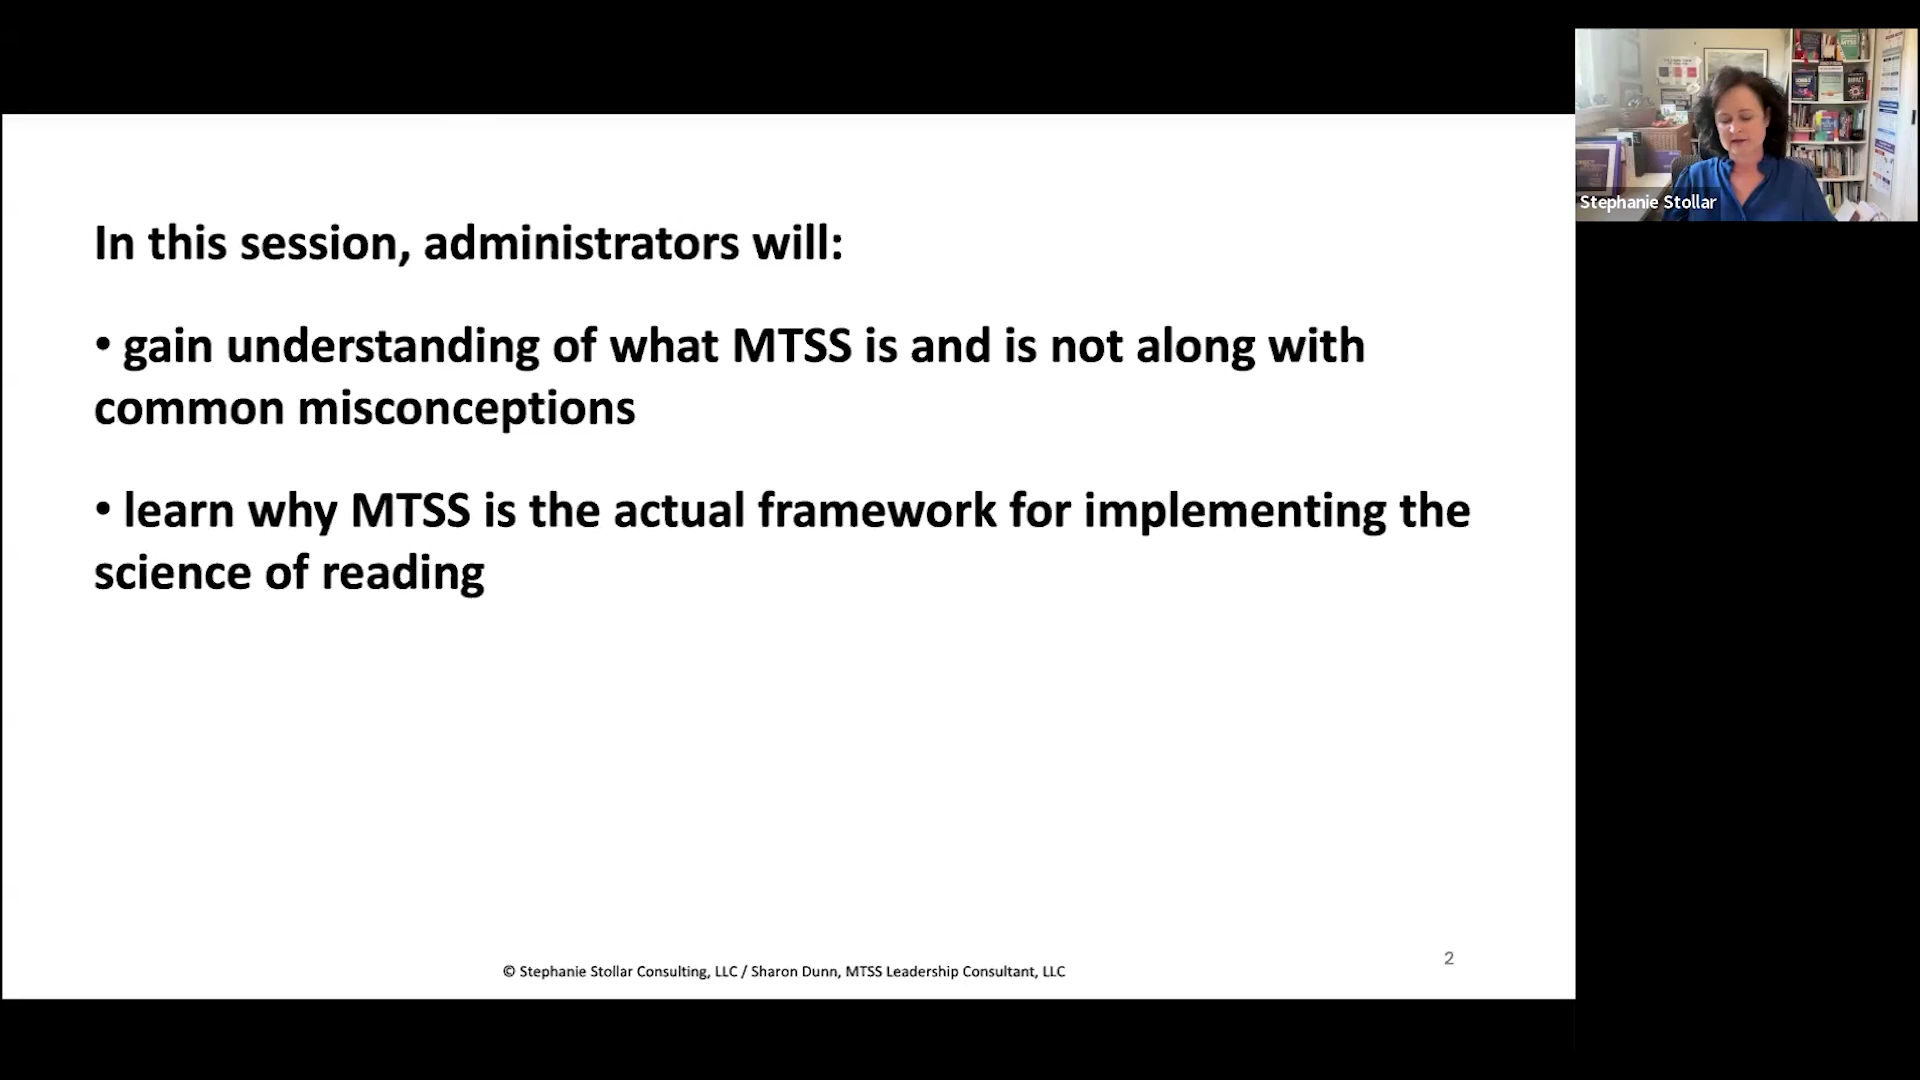 In this session, administrators will:
• gain understanding of what MTSS is and is not along with
common misconceptions
• learn why MTSS is the actual framework for implementing the
science of reading
© Stephanie Stollar Consulting, LLC / Sharon Dunn, MTSS Leadership Consultant, LLC
2
Stephanie Stollar